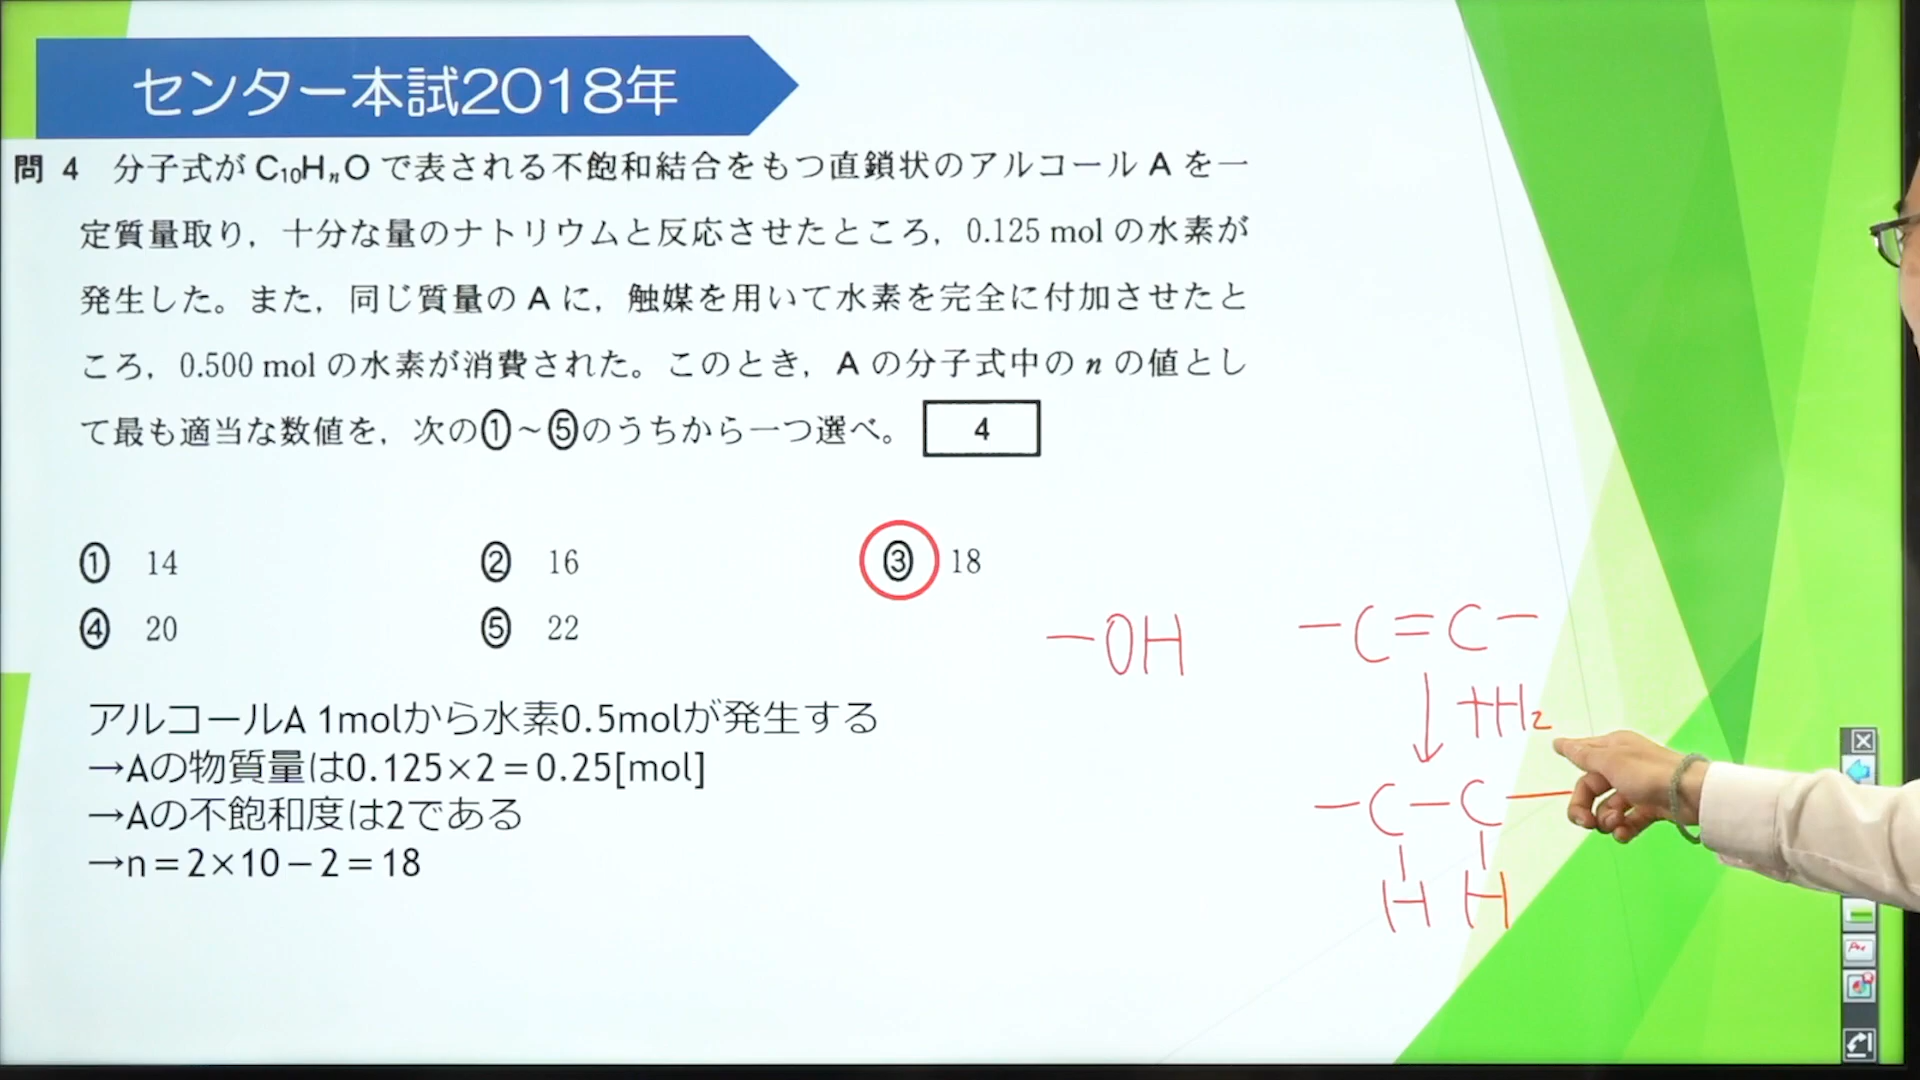 センター本試2018年
問 4 分子式が C₁₀HₙO で表される不飽和結合をもつ直鎖状のアルコール A を一
定質量取り，十分な量のナトリウムと反応させたところ，0.125 mol の水素が
発生した。また，同じ質量の A に，触媒を用いて水素を完全に付加させたと
ころ，0.500 mol の水素が消費された。このとき，A の分子式中の n の値とし
て最も適当な数値を，次の①～⑤のうちから一つ選べ。 4
① 14 ② 16 ③ 18
④ 20 ⑤ 22
－OH
－C＝C－
↓ +H₂
－C－C－
H H
アルコールA 1molから水素0.5molが発生する
→Aの物質量は0.125×2＝0.25[mol]
→Aの不飽和度は2である
→n＝2×10－2＝18